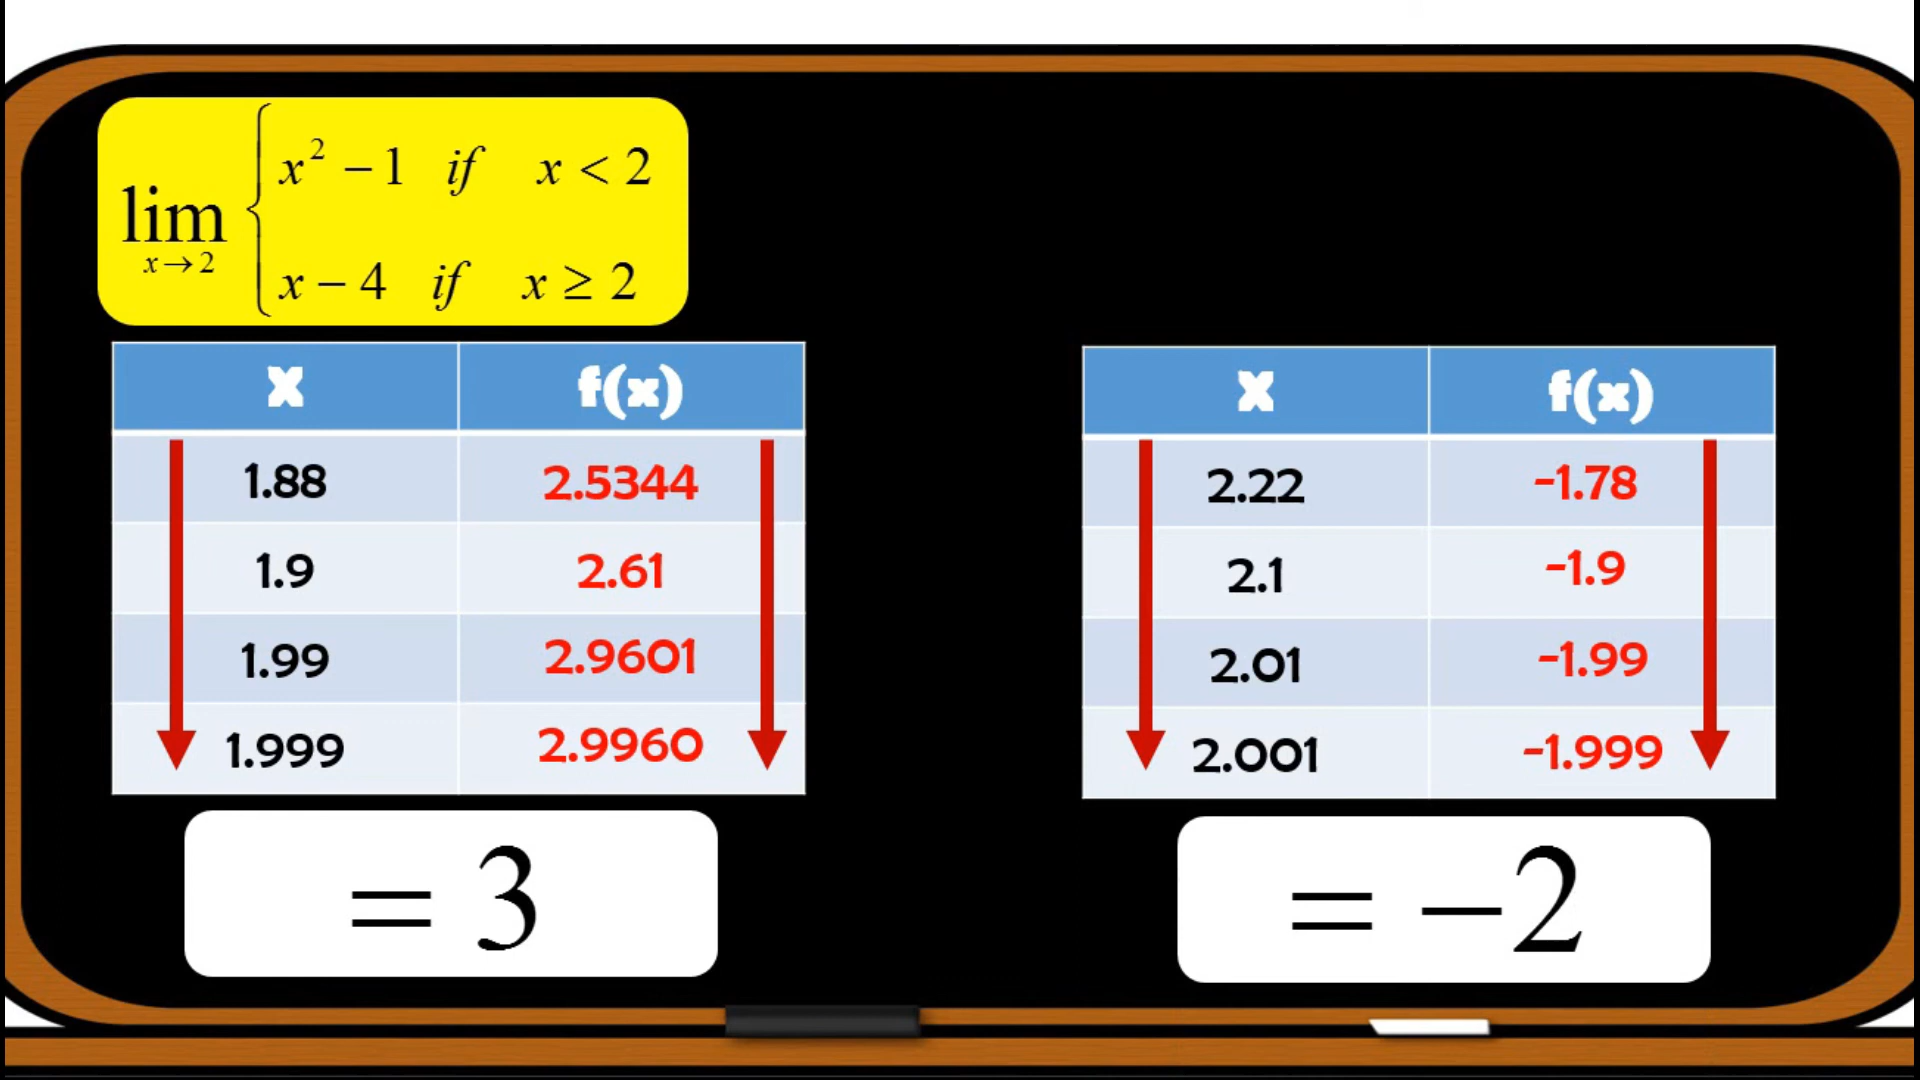 lim x→2 { x² − 1 if x < 2
x − 4 if x ≥ 2
X f(x)
1.88 2.5344
1.9 2.61
1.99 2.9601
1.999 2.9960
= 3
X f(x)
2.22 -1.78
2.1 -1.9
2.01 -1.99
2.001 -1.999
= −2